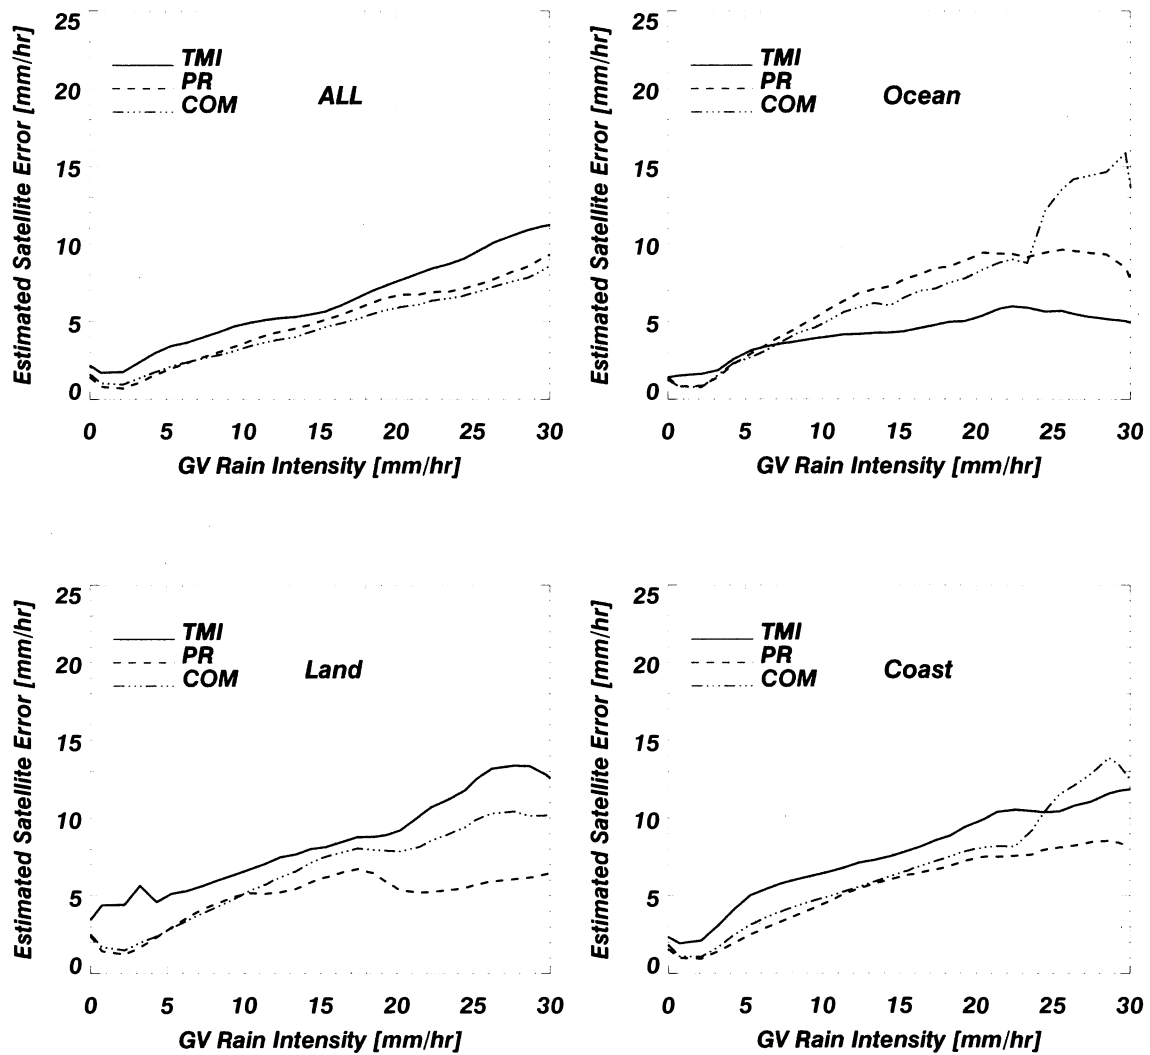 Estimated Satellite Error [mm/hr]
25
20
15
10
5
0
TMI
PR
COM
ALL
0 5 10 15 20 25 30
GV Rain Intensity [mm/hr]
Estimated Satellite Error [mm/hr]
25
20
15
10
5
0
TMI
PR
COM
Ocean
0 5 10 15 20 25 30
GV Rain Intensity [mm/hr]
Estimated Satellite Error [mm/hr]
25
20
15
10
5
0
TMI
PR
COM
Land
0 5 10 15 20 25 30
GV Rain Intensity [mm/hr]
Estimated Satellite Error [mm/hr]
25
20
15
10
5
0
TMI
PR
COM
Coast
0 5 10 15 20 25 30
GV Rain Intensity [mm/hr]